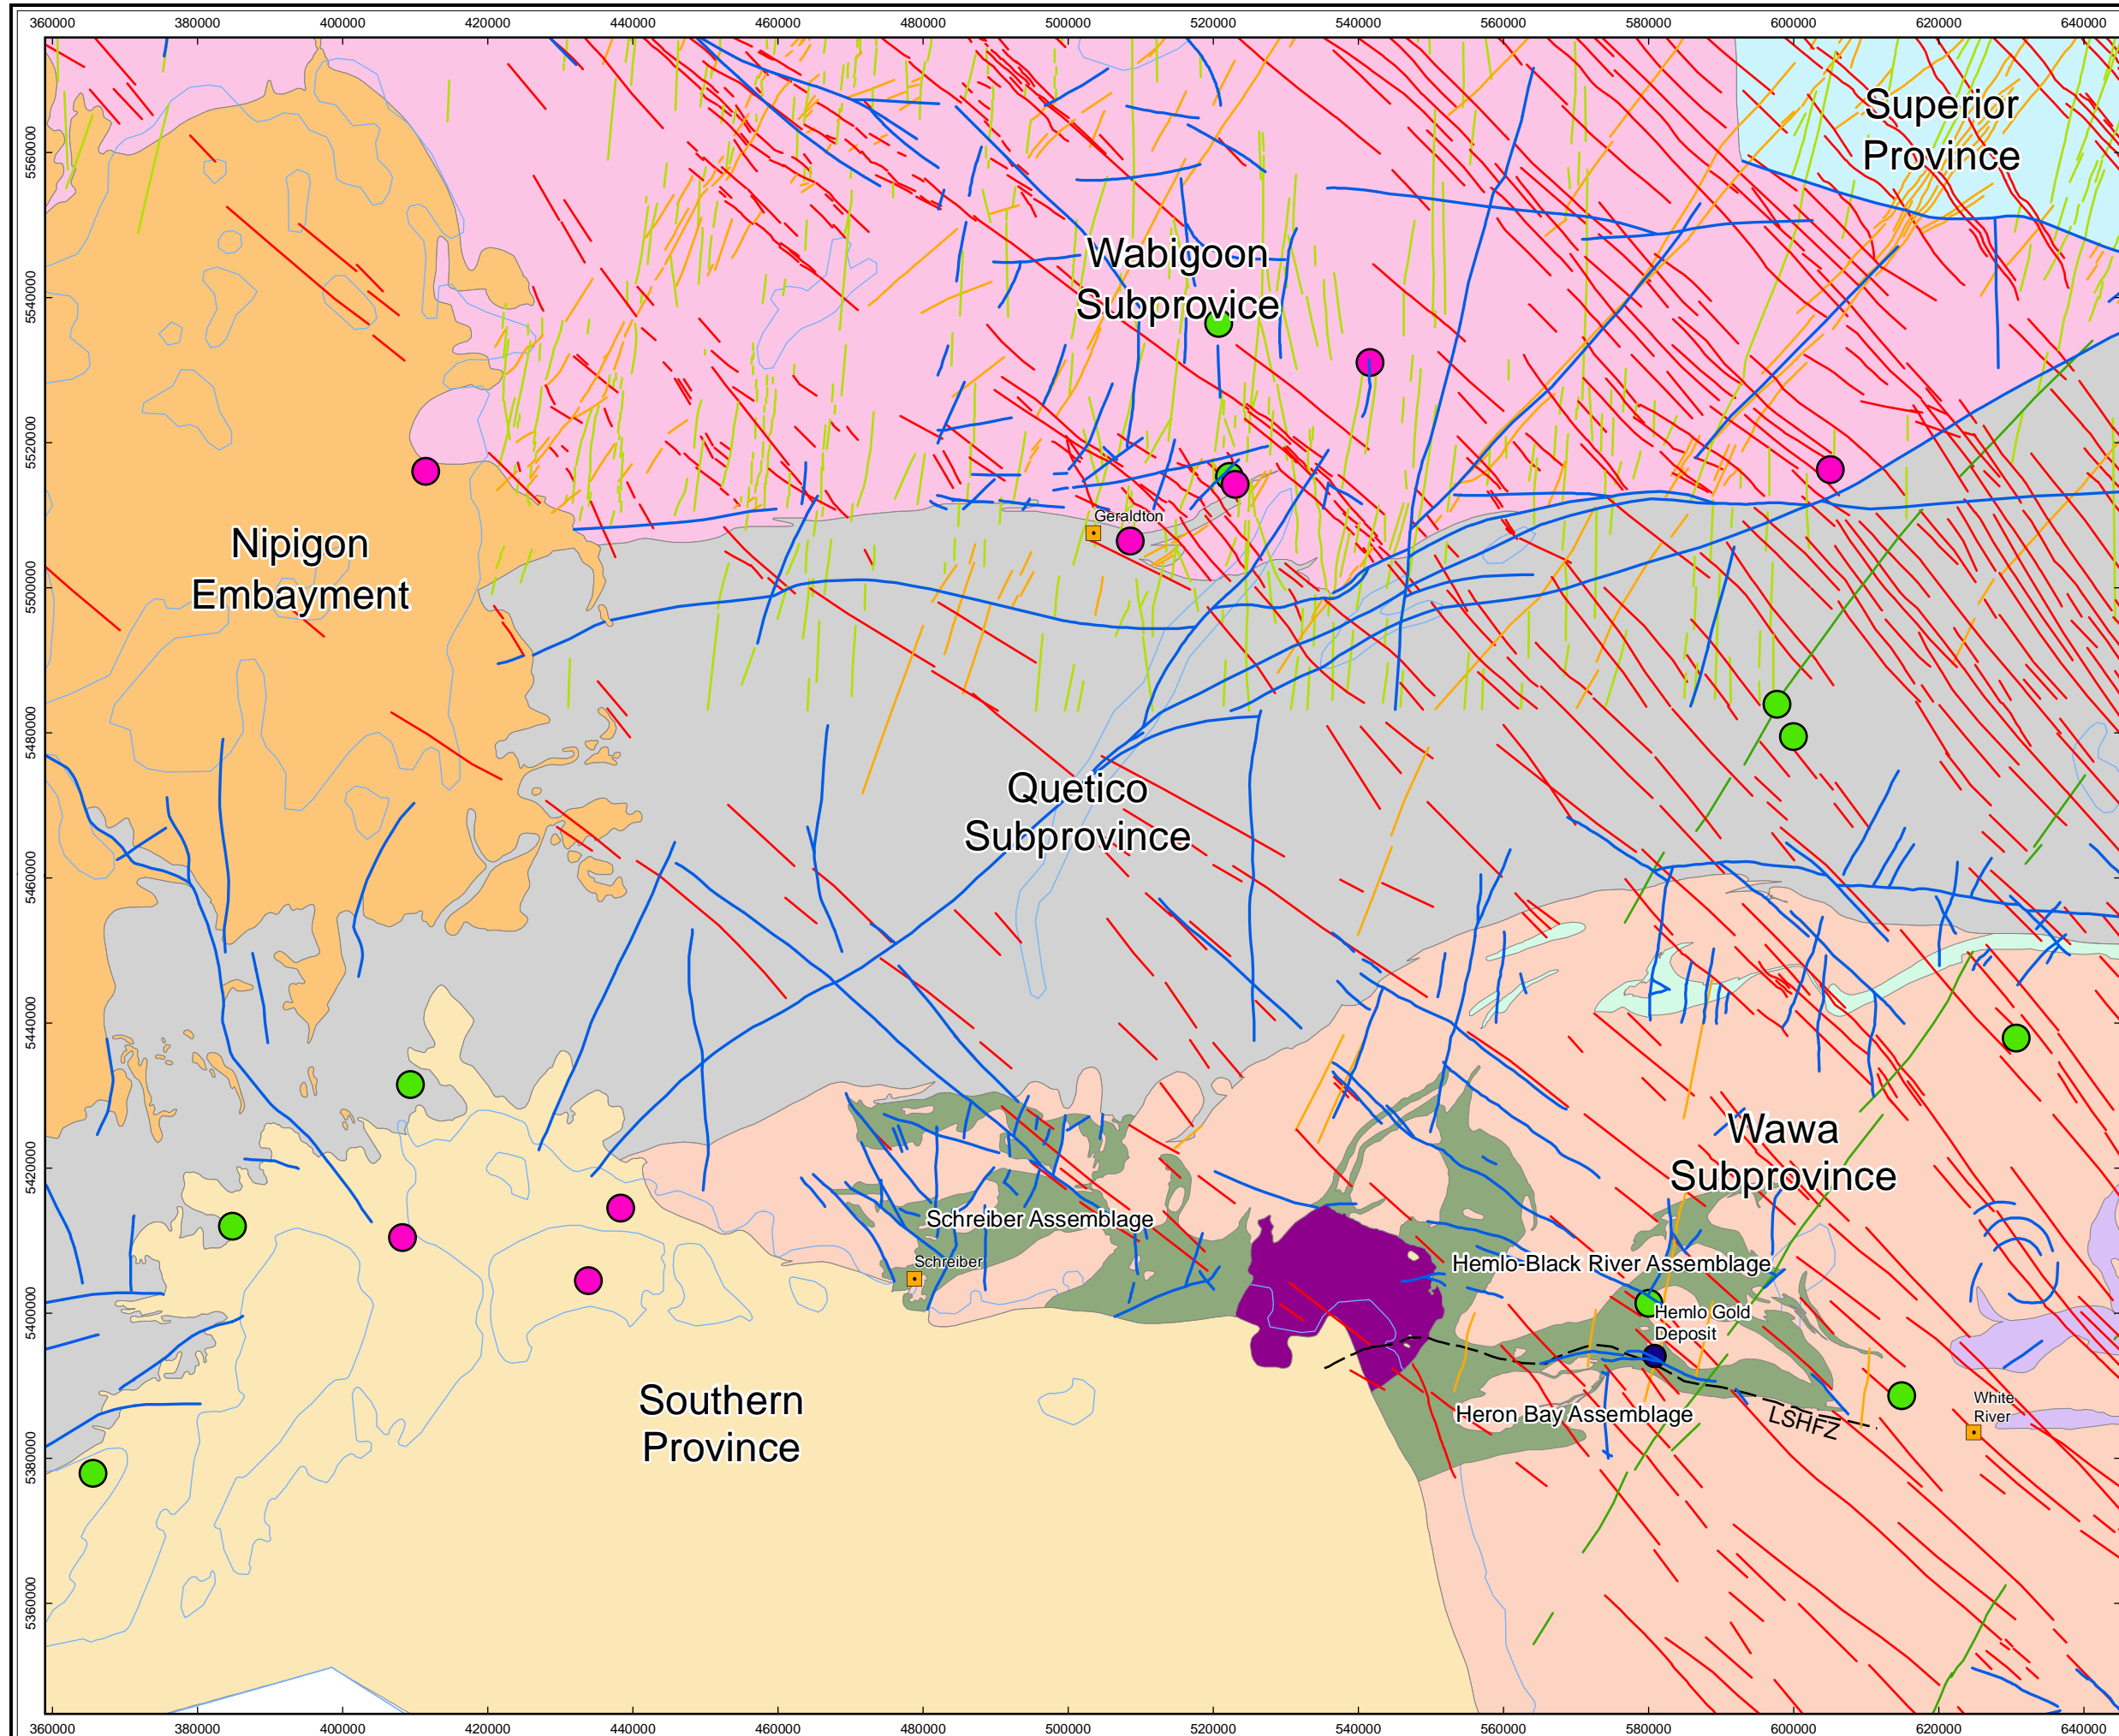 360000 380000 400000 420000 440000 460000 480000 500000 520000 540000 560000 580000 600000 620000 640000
Superior
Province
5560000
Wabigoon
Subprovice
5540000
5520000
Geraldton
Nipigon
Embayment
5500000
5480000
Quetico
Subprovince
5460000
5440000
Wawa
Subprovince
5420000
Schreiber Assemblage
Schreiber
Hemlo-Black River Assemblage
5400000
Hemlo Gold
Deposit
Southern
Province
Heron Bay Assemblage
LSHFZ
White
River
5380000
5360000
360000 380000 400000 420000 440000 460000 480000 500000 520000 540000 560000 580000 600000 620000 640000